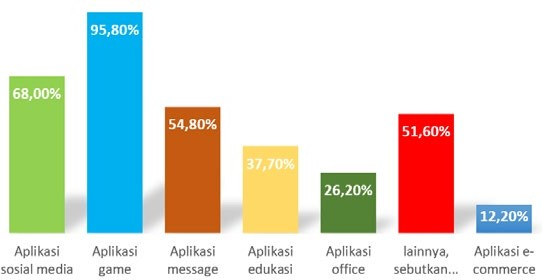 68,00%
95,80%
54,80%
37,70%
26,20%
51,60%
12,20%
Aplikasi
sosial media
Aplikasi
game
Aplikasi
message
Aplikasi
edukasi
Aplikasi
office
lainnya,
sebutkan...
Aplikasi e-
commerce